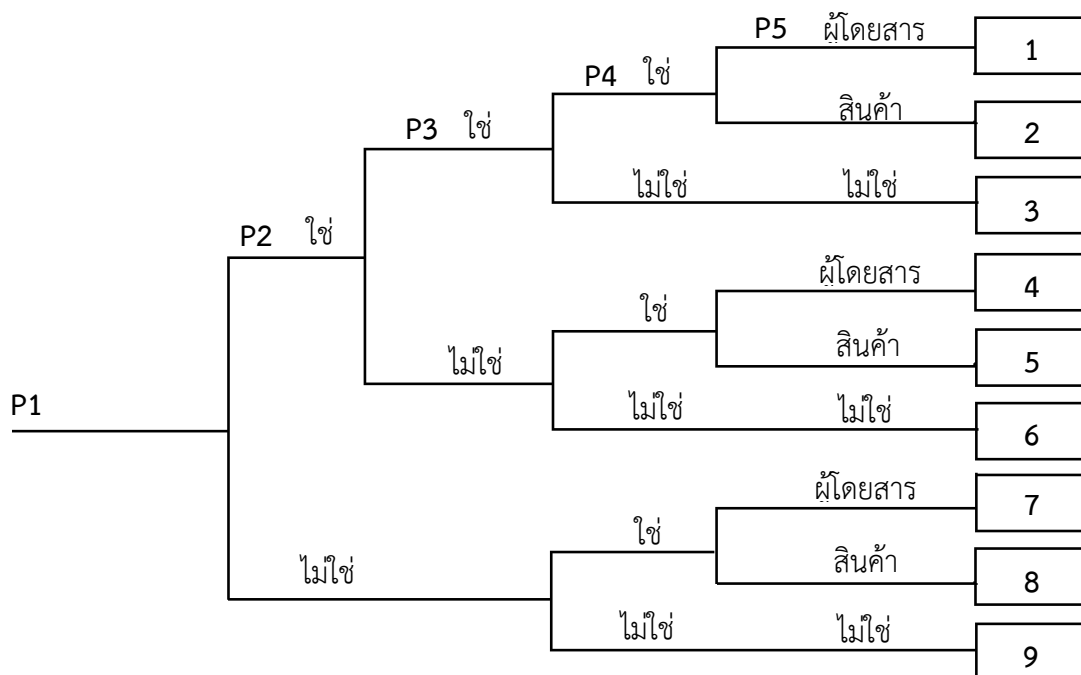 P5 ผู้โดยสาร
1
P4 ใช่
สินค้า
2
P3 ใช่
ไม่ใช่ ไม่ใช่
3
P2 ใช่
ผู้โดยสาร
4
ใช่
สินค้า
5
ไม่ใช่
P1
ไม่ใช่ ไม่ใช่
6
ผู้โดยสาร
7
ใช่
สินค้า
8
ไม่ใช่
ไม่ใช่ ไม่ใช่
9